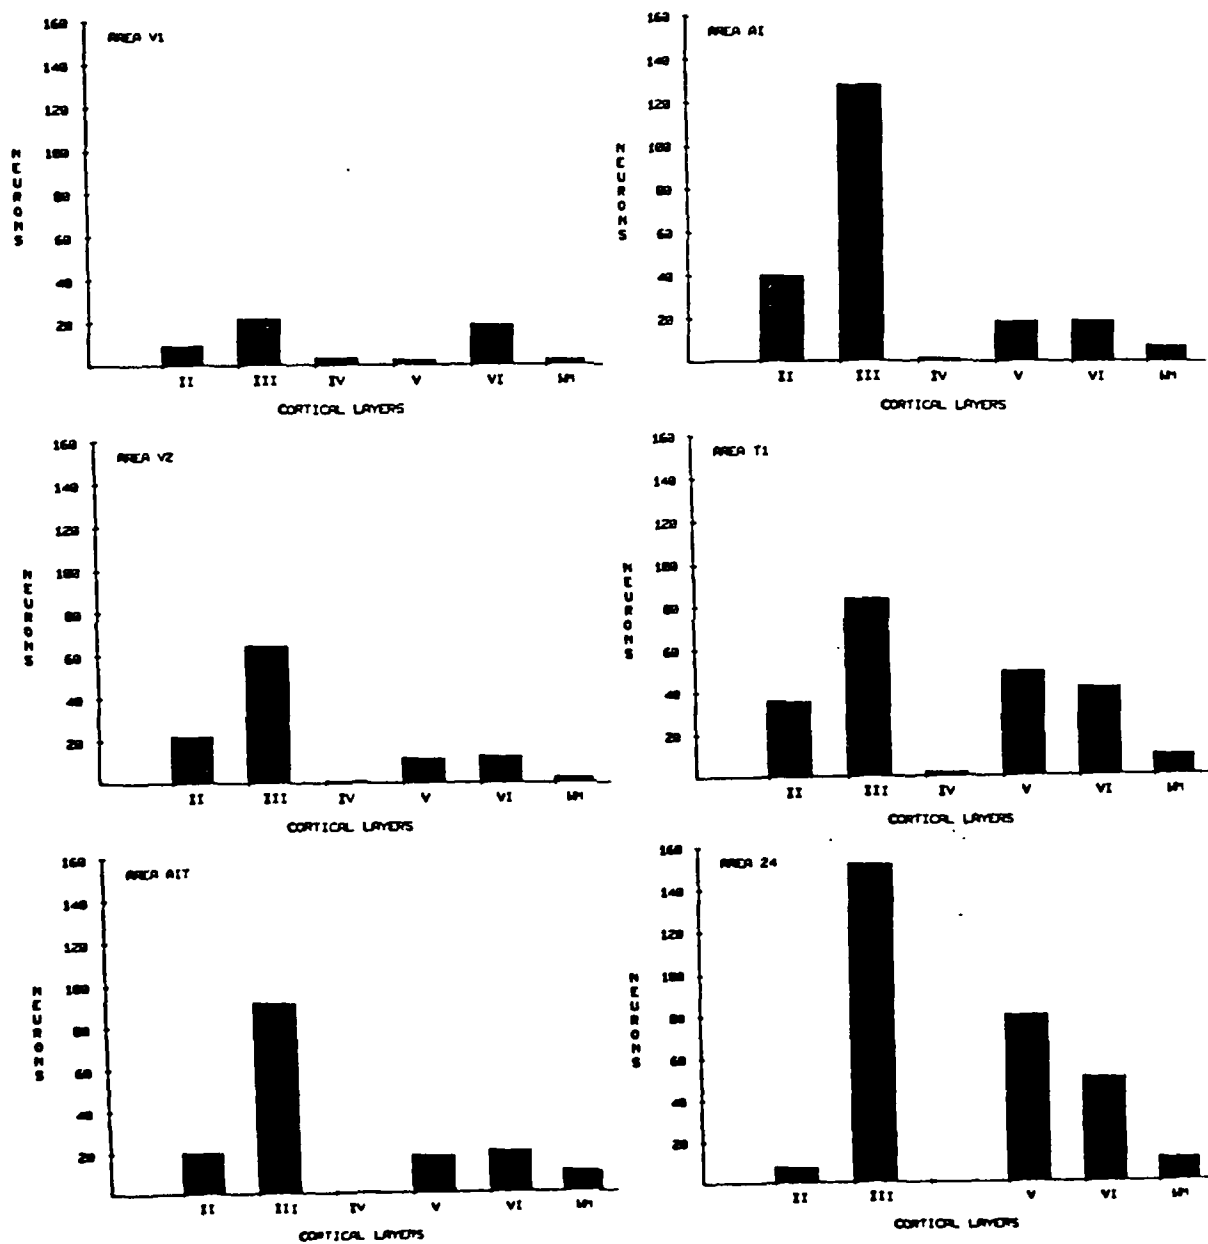 AREA V1
160
140
120
100
80
60
40
20
NEURONS
II III IV V VI WM
CORTICAL LAYERS
AREA AI
160
140
120
100
80
60
40
20
NEURONS
II III IV V VI WM
CORTICAL LAYERS
AREA V2
160
140
120
100
80
60
40
20
NEURONS
II III IV V VI WM
CORTICAL LAYERS
AREA T1
160
140
120
100
80
60
40
20
NEURONS
II III IV V VI WM
CORTICAL LAYERS
AREA AIT
160
140
120
100
80
60
40
20
NEURONS
II III IV V VI WM
CORTICAL LAYERS
AREA 24
160
140
120
100
80
60
40
20
NEURONS
II III V VI WM
CORTICAL LAYERS